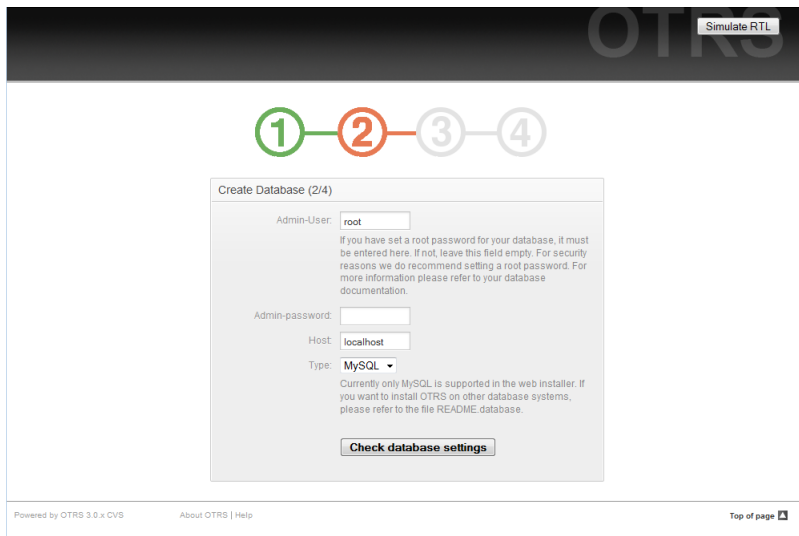 OTRS
Simulate RTL
1 2 3 4
Create Database (2/4)
Admin-User: root
If you have set a root password for your database, it must
be entered here. If not, leave this field empty. For security
reasons we do recommend setting a root password. For
more information please refer to your database
documentation.
Admin-password:
Host: localhost
Type: MySQL
Currently only MySQL is supported in the web installer. If
you want to install OTRS on other database systems,
please refer to the file README.database.
Check database settings
Powered by OTRS 3.0.x CVS About OTRS | Help Top of page